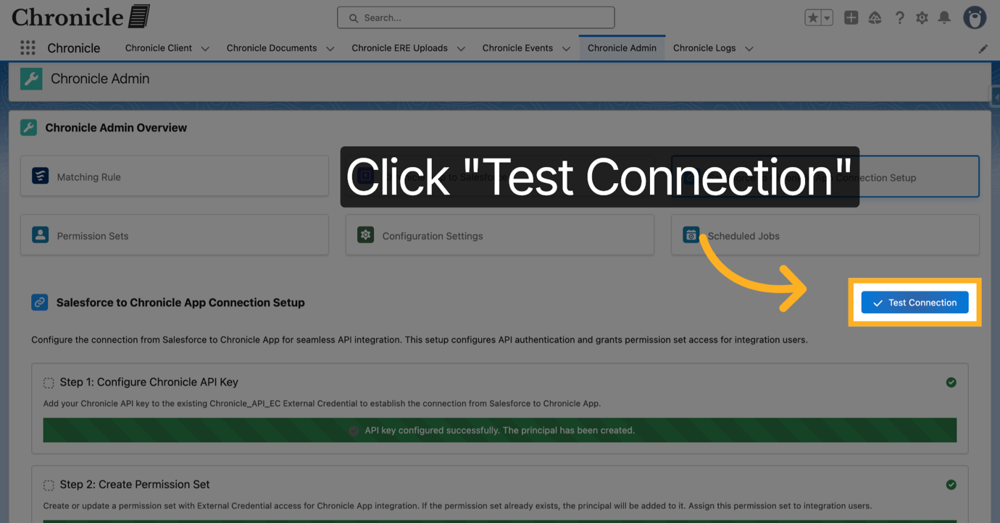 Chronicle
Search...
Chronicle
Chronicle Client
Chronicle Documents
Chronicle ERE Uploads
Chronicle Events
Chronicle Admin
Chronicle Logs
Chronicle Admin
Chronicle Admin Overview
Matching Rule
Click "Test Connection"
Connection Setup
Permission Sets
Configuration Settings
Scheduled Jobs
Salesforce to Chronicle App Connection Setup
Test Connection
Configure the connection from Salesforce to Chronicle App for seamless API integration. This setup configures API authentication and grants permission set access for integration users.
Step 1: Configure Chronicle API Key
Add your Chronicle API key to the existing Chronicle_API_EC External Credential to establish the connection from Salesforce to Chronicle App.
API key configured successfully. The principal has been created.
Step 2: Create Permission Set
Create or update a permission set with External Credential access for Chronicle App integration. If the permission set already exists, the principal will be added to it. Assign this permission set to integration users.